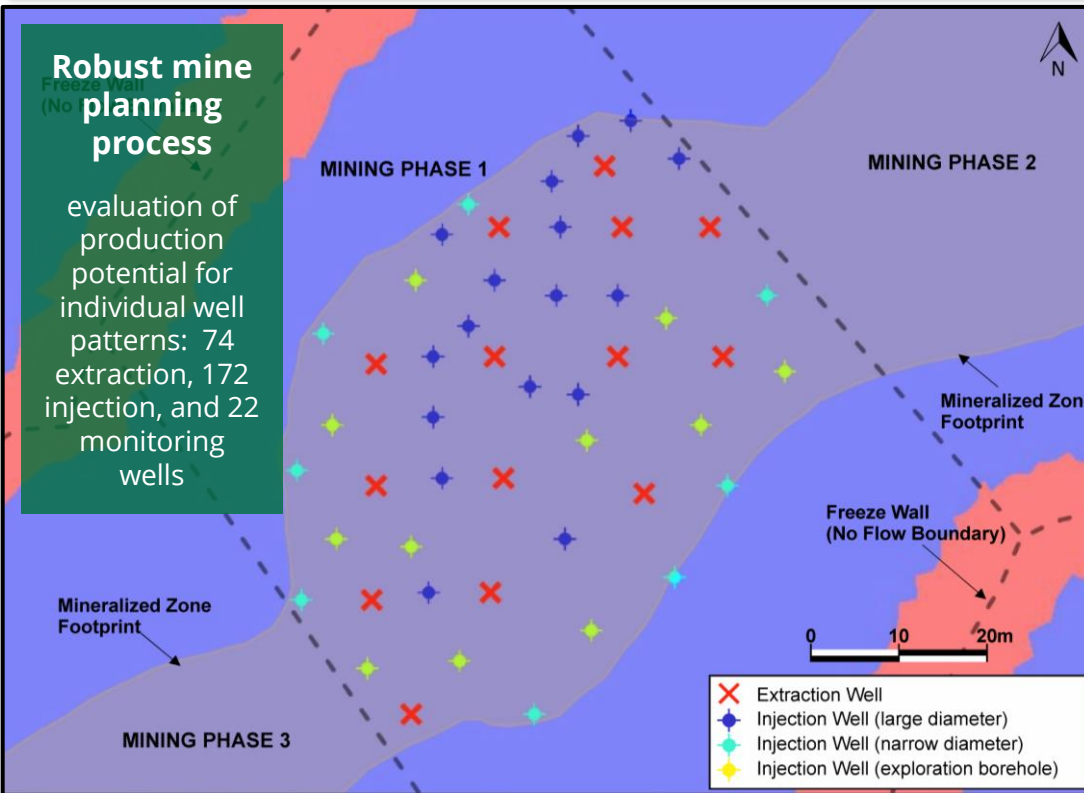 Robust mine
planning
process
evaluation of
production
potential for
individual well
patterns: 74
extraction, 172
injection, and 22
monitoring
wells
Freeze Wall
(No F
MINING PHASE 1
MINING PHASE 2
N
Mineralized Zon
Footprint
Freeze Wall
(No Flow Boundary)
Mineralized Zone
Footprint
MINING PHASE 3
0 10 20m
Extraction Well
Injection Well (large diameter)
Injection Well (narrow diameter)
Injection Well (exploration borehole)